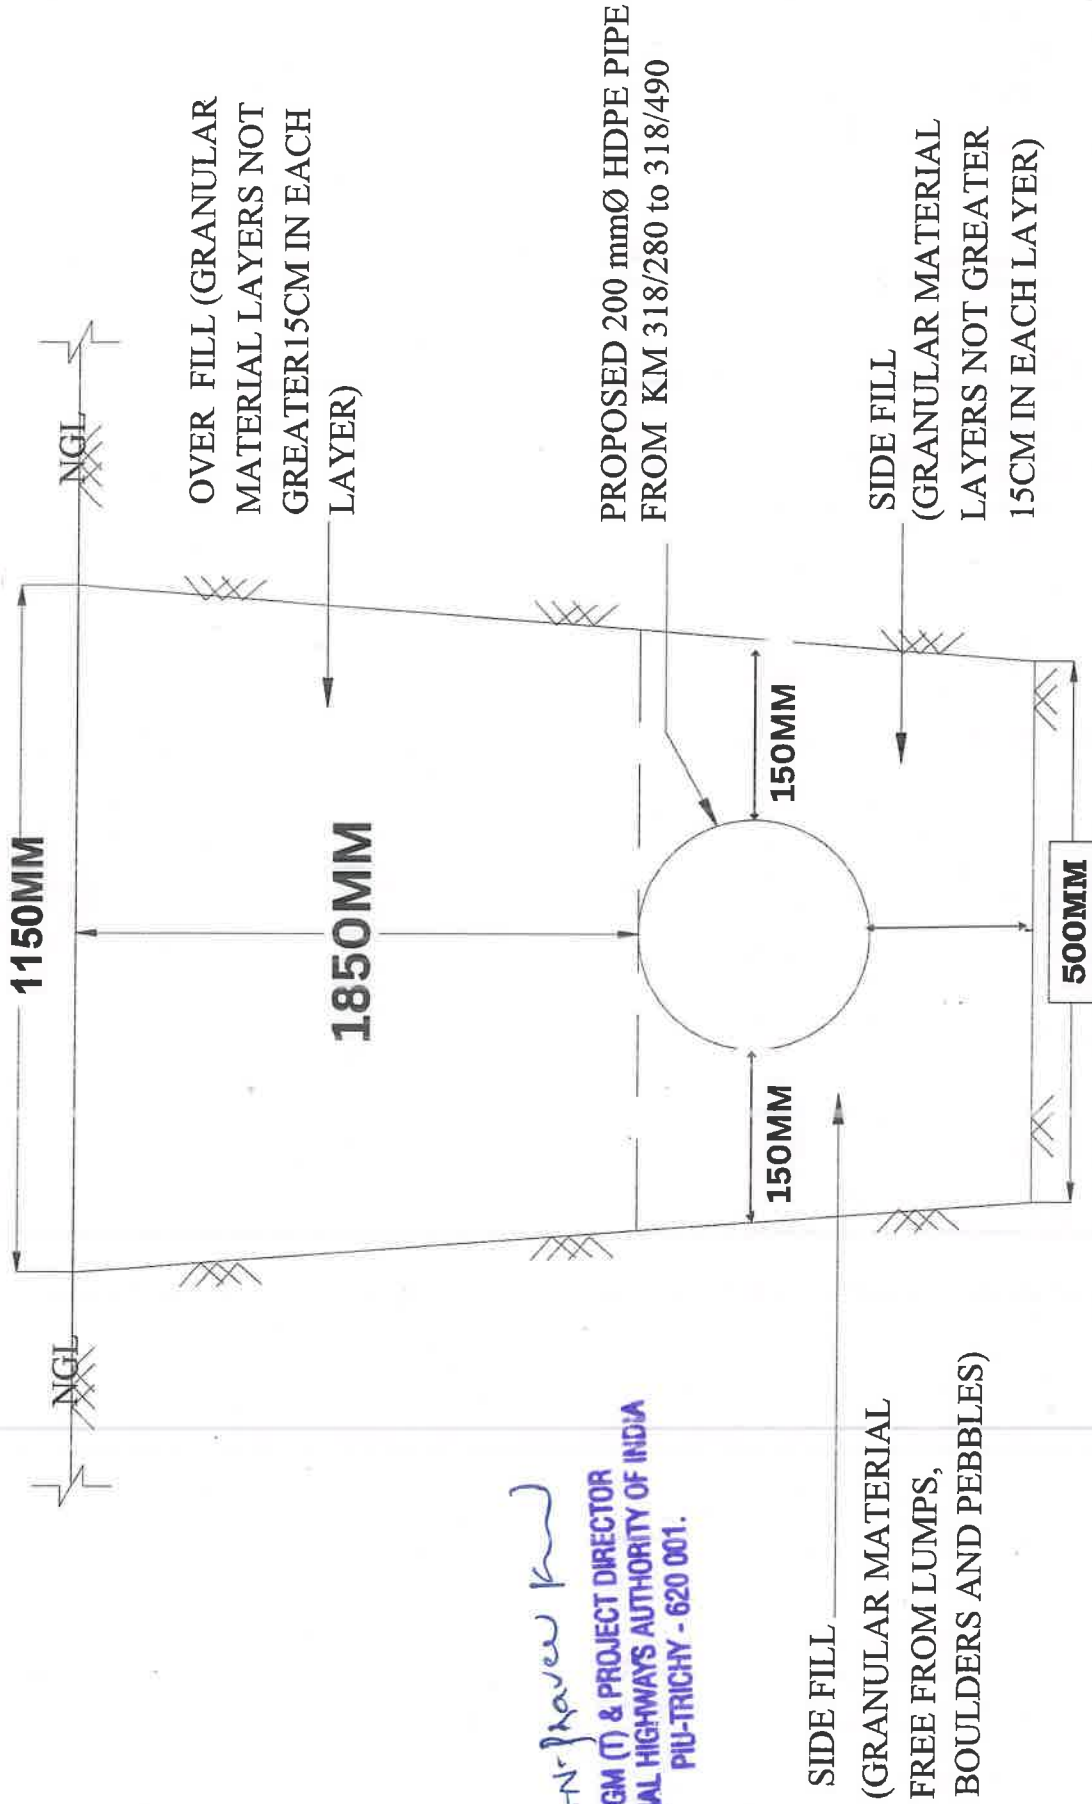 1150MM
NGL
NGL
OVER FILL (GRANULAR
MATERIAL LAYERS NOT
GREATER15CM IN EACH
LAYER)
1850MM
PROPOSED 200 mmØ HDPE PIPE
FROM KM 318/280 to 318/490
150MM
150MM
SIDE FILL
(GRANULAR MATERIAL
LAYERS NOT GREATER
15CM IN EACH LAYER)
500MM
SIDE FILL
(GRANULAR MATERIAL
FREE FROM LUMPS,
BOULDERS AND PEBBLES)
GM (T) & PROJECT DIRECTOR
AL HIGHWAYS AUTHORITY OF INDIA
PIU-TRICHY - 620 001.